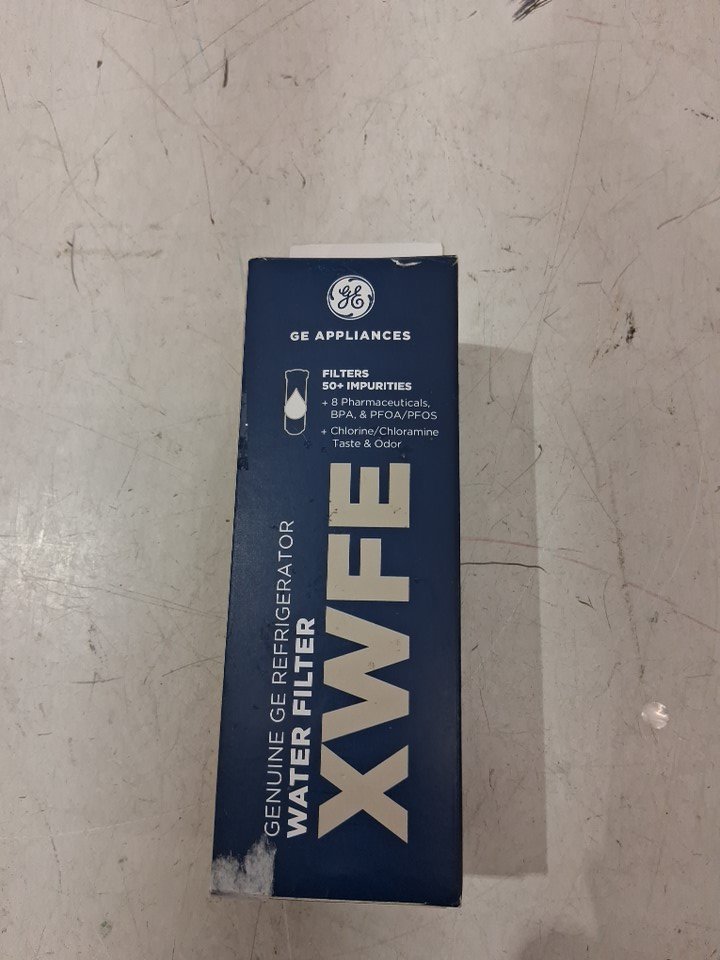 GE
GE APPLIANCES
FILTERS
50+ IMPURITIES
+ 8 Pharmaceuticals,
BPA, & PFOA/PFOS
+ Chlorine/Chloramine
Taste & Odor
GENUINE GE REFRIGERATOR
WATER FILTER
XWFE